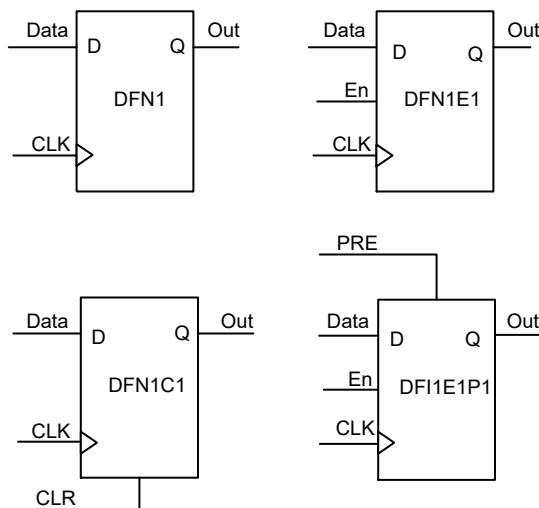 Data
D
Q
Out
DFN1
CLK
Data
D
Q
Out
En
DFN1E1
CLK
Data
D
Q
Out
DFN1C1
CLK
CLR
PRE
Data
D
Q
Out
En
DFI1E1P1
CLK